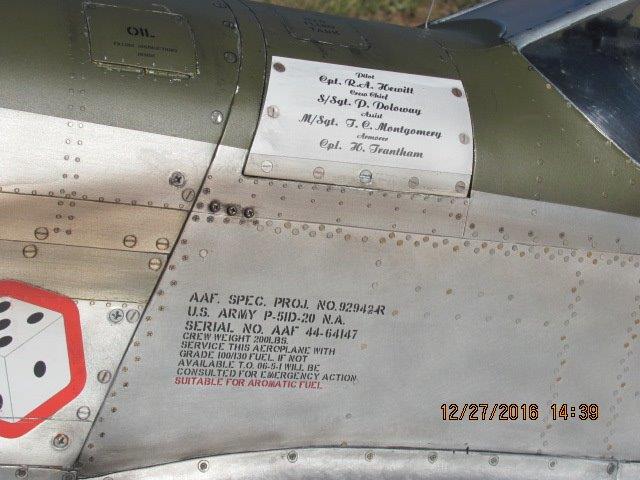 OIL
TANK
Pilot
Cpt. R.A. Hewitt
Crew Chief
S/Sgt. P. Doloway
Assist
M/Sgt. T.C. Montgomery
Armorer
Cpl. H. Trantham
AAF. SPEC. PROJ. NO. 92942-R
U.S. ARMY P-51D-20 N.A.
SERIAL NO. AAF 44-64147
CREW WEIGHT 200LBS.
SERVICE THIS AEROPLANE WITH
GRADE 100/130 FUEL. IF NOT
AVAILABLE T.O. 06-5-1 WILL BE
CONSULTED FOR EMERGENCY ACTION
SUITABLE FOR AROMATIC FUEL
12/27/2016 14:39